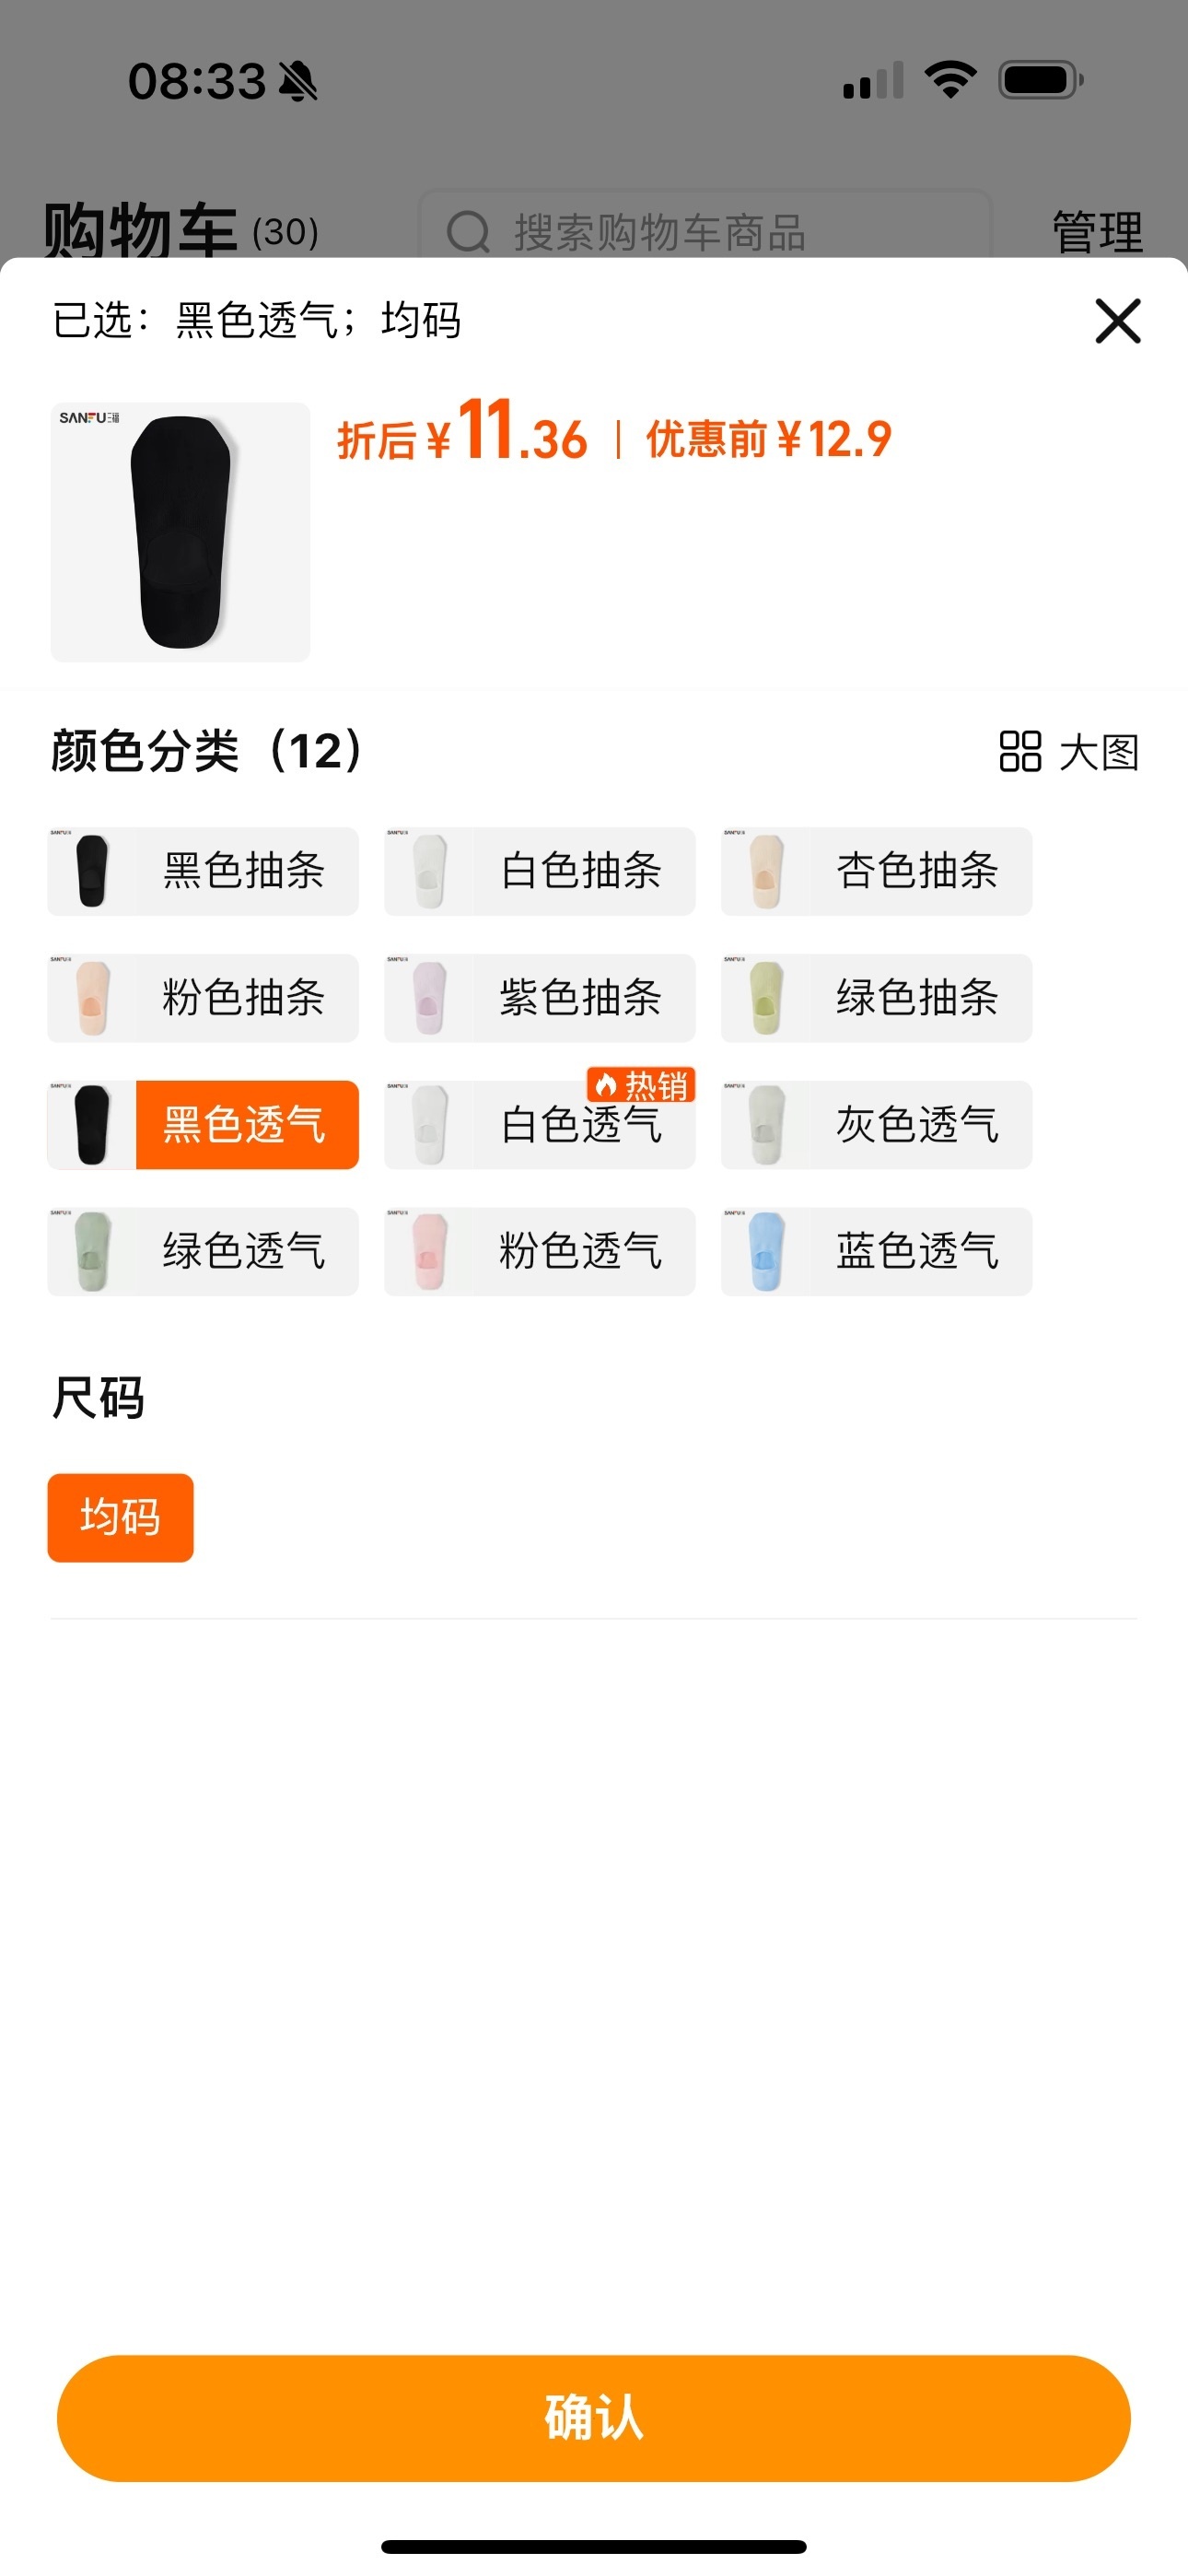 08:33
购物车 (30)
搜索购物车商品
管理
已选：黑色透气；均码
SANFU三福
折后¥11.36 | 优惠前¥12.9
颜色分类（12）
大图
黑色抽条
白色抽条
杏色抽条
粉色抽条
紫色抽条
绿色抽条
热销
黑色透气
白色透气
灰色透气
绿色透气
粉色透气
蓝色透气
尺码
均码
确认